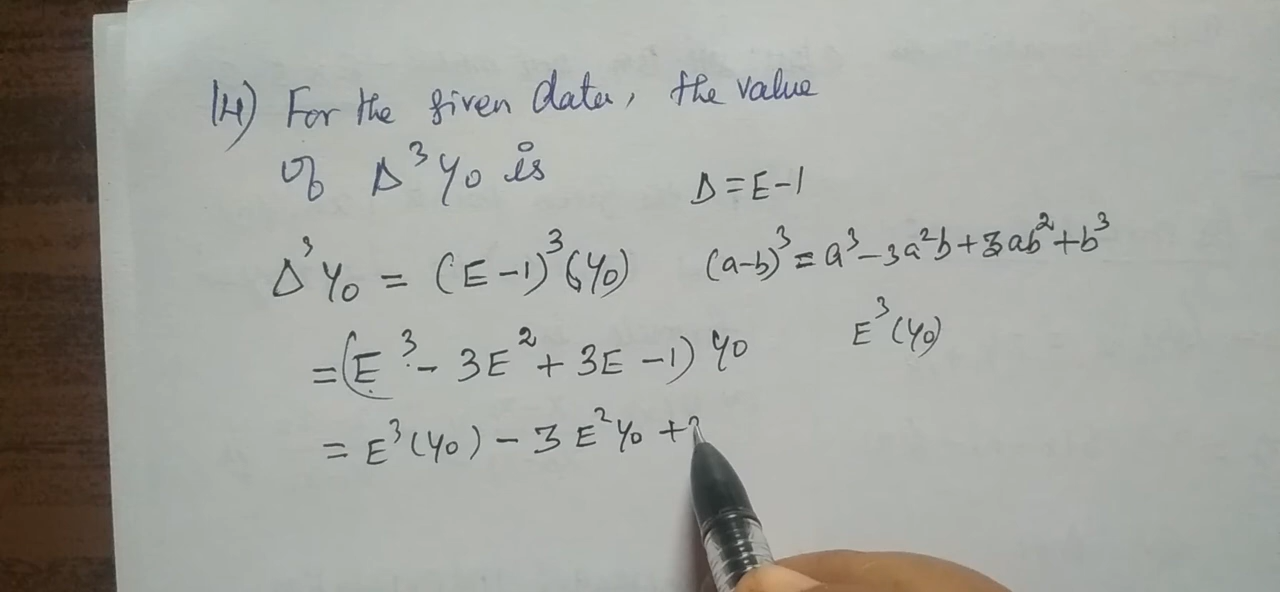 14) For the given data, the value
of Δ³y₀ is
Δ = E-1
Δ³y₀ = (E-1)³(y₀)
(a-b)³ = a³-3a²b+3ab²+b³
= (E³ - 3E² + 3E -1) y₀
E³(y₀)
= E³(y₀) - 3E²y₀ +